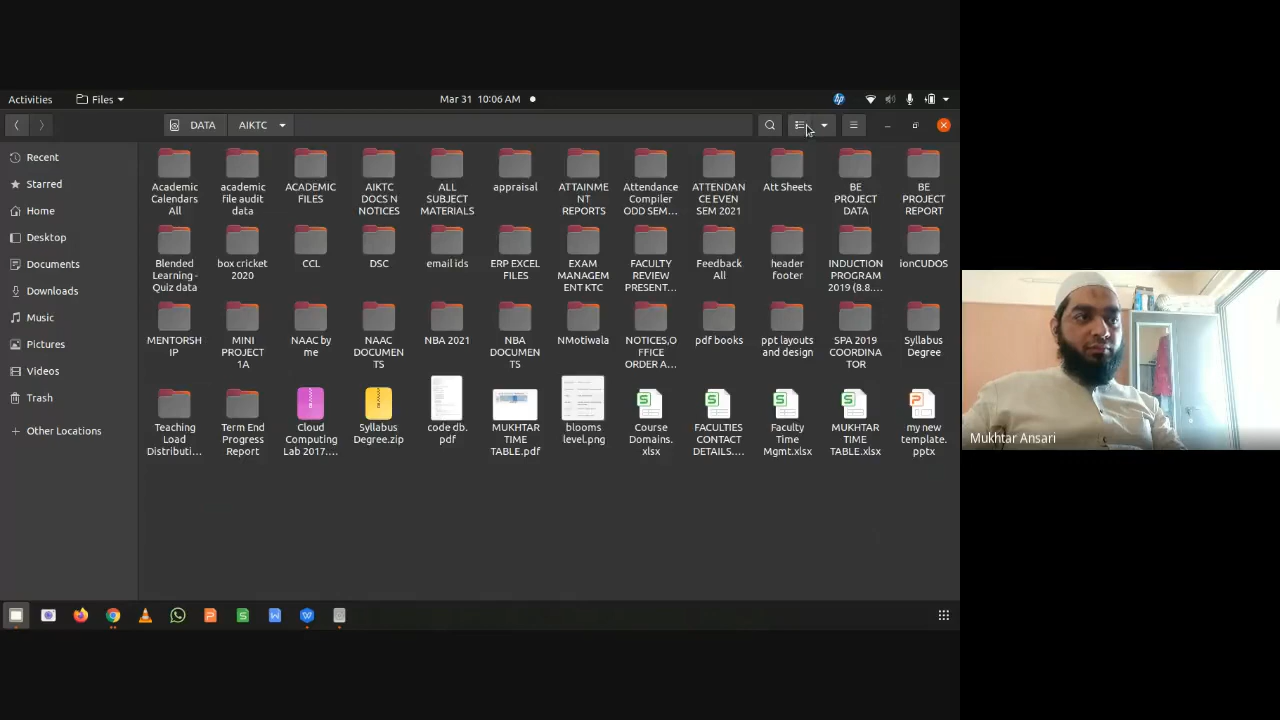 Activities
Files
Mar 31 10:06 AM
DATA
AIKTC
Recent
Starred
Home
Desktop
Documents
Downloads
Music
Pictures
Videos
Trash
Other Locations
Academic
Calendars
All
academic
file audit
data
ACADEMIC
FILES
AIKTC
DOCS N
NOTICES
ALL
SUBJECT
MATERIALS
appraisal
ATTAINME
NT
REPORTS
Attendance
Compiler
ODD SEM…
ATTENDAN
CE EVEN
SEM 2021
Att Sheets
BE
PROJECT
DATA
BE
PROJECT
REPORT
Blended
Learning -
Quiz data
box cricket
2020
CCL
DSC
email ids
ERP EXCEL
FILES
EXAM
MANAGEM
ENT KTC
FACULTY
REVIEW
PRESENT…
Feedback
All
header
footer
INDUCTION
PROGRAM
2019 (8.8.…
ionCUDOS
MENTORSH
IP
MINI
PROJECT
1A
NAAC by
me
NAAC
DOCUMEN
TS
NBA 2021
NBA
DOCUMEN
TS
NMotiwala
NOTICES,O
FFICE
ORDER A…
pdf books
ppt layouts
and design
SPA 2019
COORDINA
TOR
Syllabus
Degree
Teaching
Load
Distributi…
Term End
Progress
Report
Cloud
Computing
Lab 2017.…
Syllabus
Degree.zip
code db.
pdf
MUKHTAR
TIME
TABLE.pdf
blooms
level.png
Course
Domains.
xlsx
FACULTIES
CONTACT
DETAILS.…
Faculty
Time
Mgmt.xlsx
MUKHTAR
TIME
TABLE.xlsx
my new
template.
pptx
Mukhtar Ansari